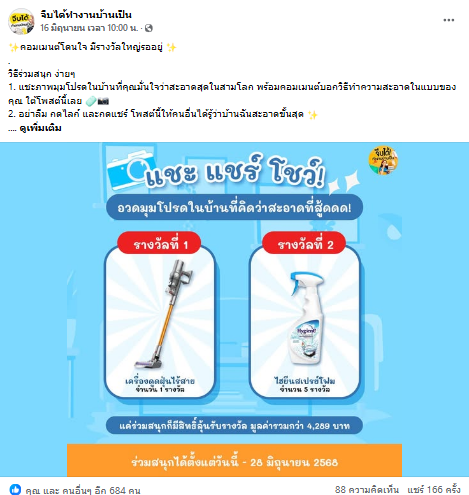 จิ๊บได้ทำงานบ้านเป็น
16 มิถุนายน เวลา 10:00 น. ·
✨คอมเมนต์โดนใจ มีรางวัลใหญ่รออยู่ ✨
.
วิธีร่วมสนุก ง่ายๆ
1. แชะภาพมุมโปรดในบ้านที่คุณมั่นใจว่าสะอาดสุดในสามโลก พร้อมคอมเมนต์บอกวิธีทำความสะอาดในแบบของ
คุณ ใต้โพสต์นี้เลย 🧼📸
2. อย่าลืม กดไลก์ และกดแชร์ โพสต์นี้ให้คนอื่นได้รู้ว่าบ้านฉันสะอาดขั้นสุด ✨
.... ดูเพิ่มเติม
จิ๊บได้!
แชะ แชร์ โชว์!
อวดมุมโปรดในบ้านที่คิดว่าสะอาดที่สู้ดดด!
รางวัลที่ 1
รางวัลที่ 2
Hygiene
เครื่องดูดฝุ่นไร้สาย
จำนวน 1 รางวัล
ไฮยีนสเปรย์โฟม
จำนวน 5 รางวัล
แค่ร่วมสนุกก็มีสิทธิ์ลุ้นรับรางวัล มูลค่ารวมกว่า 4,289 บาท
ร่วมสนุกได้ตั้งแต่วันนี้ - 28 มิถุนายน 2568
คุณ และ คนอื่นๆ อีก 684 คน
88 ความคิดเห็น แชร์ 166 ครั้ง